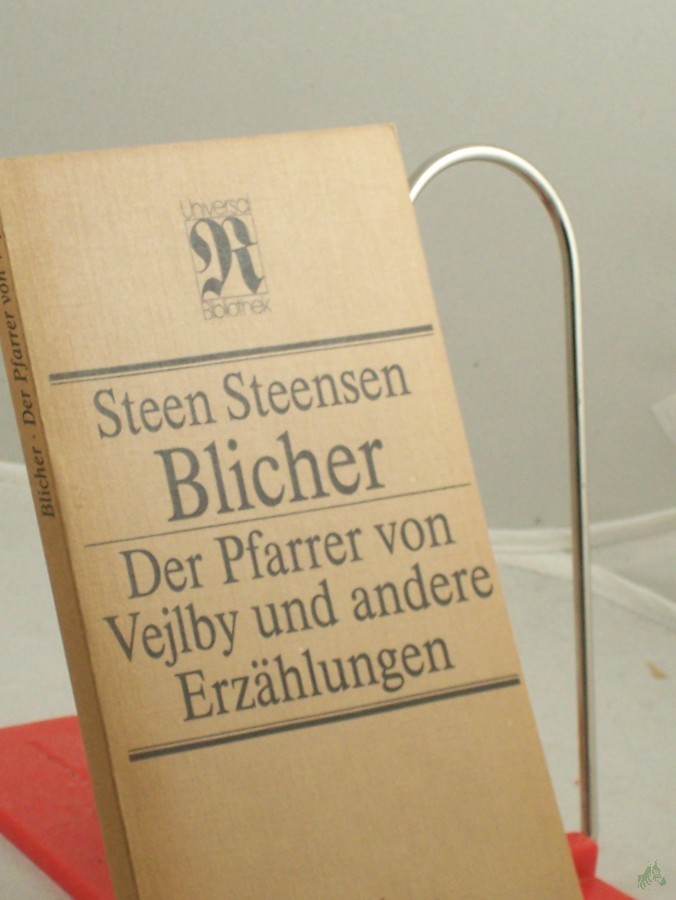 Universal
R
Bibliothek
Steen Steensen
Blicher
Der Pfarrer von
Vejlby und andere
Erzählungen
Blicher · Der Pfarrer von